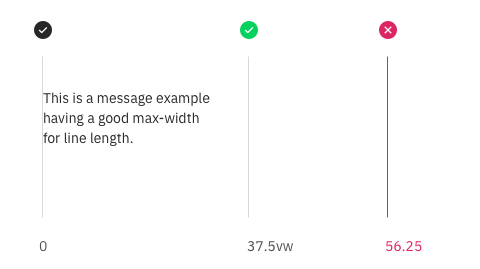 This is a message example
having a good max-width
for line length.
0
37.5vw
56.25